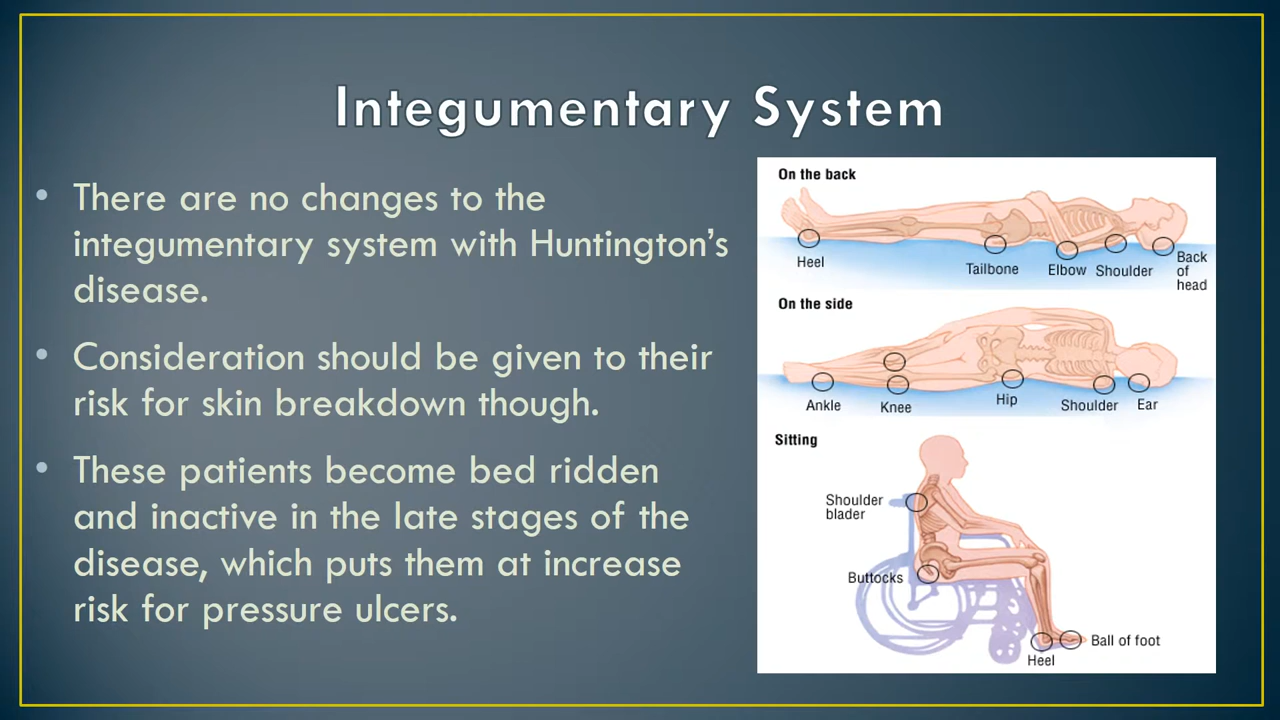 Integumentary System
• There are no changes to the
integumentary system with Huntington's
disease.
• Consideration should be given to their
risk for skin breakdown though.
• These patients become bed ridden
and inactive in the late stages of the
disease, which puts them at increase
risk for pressure ulcers.
On the back
Heel
Tailbone
Elbow
Shoulder
Back
of
head
On the side
Ankle
Knee
Hip
Shoulder
Ear
Sitting
Shoulder
blader
Buttocks
Ball of foot
Heel